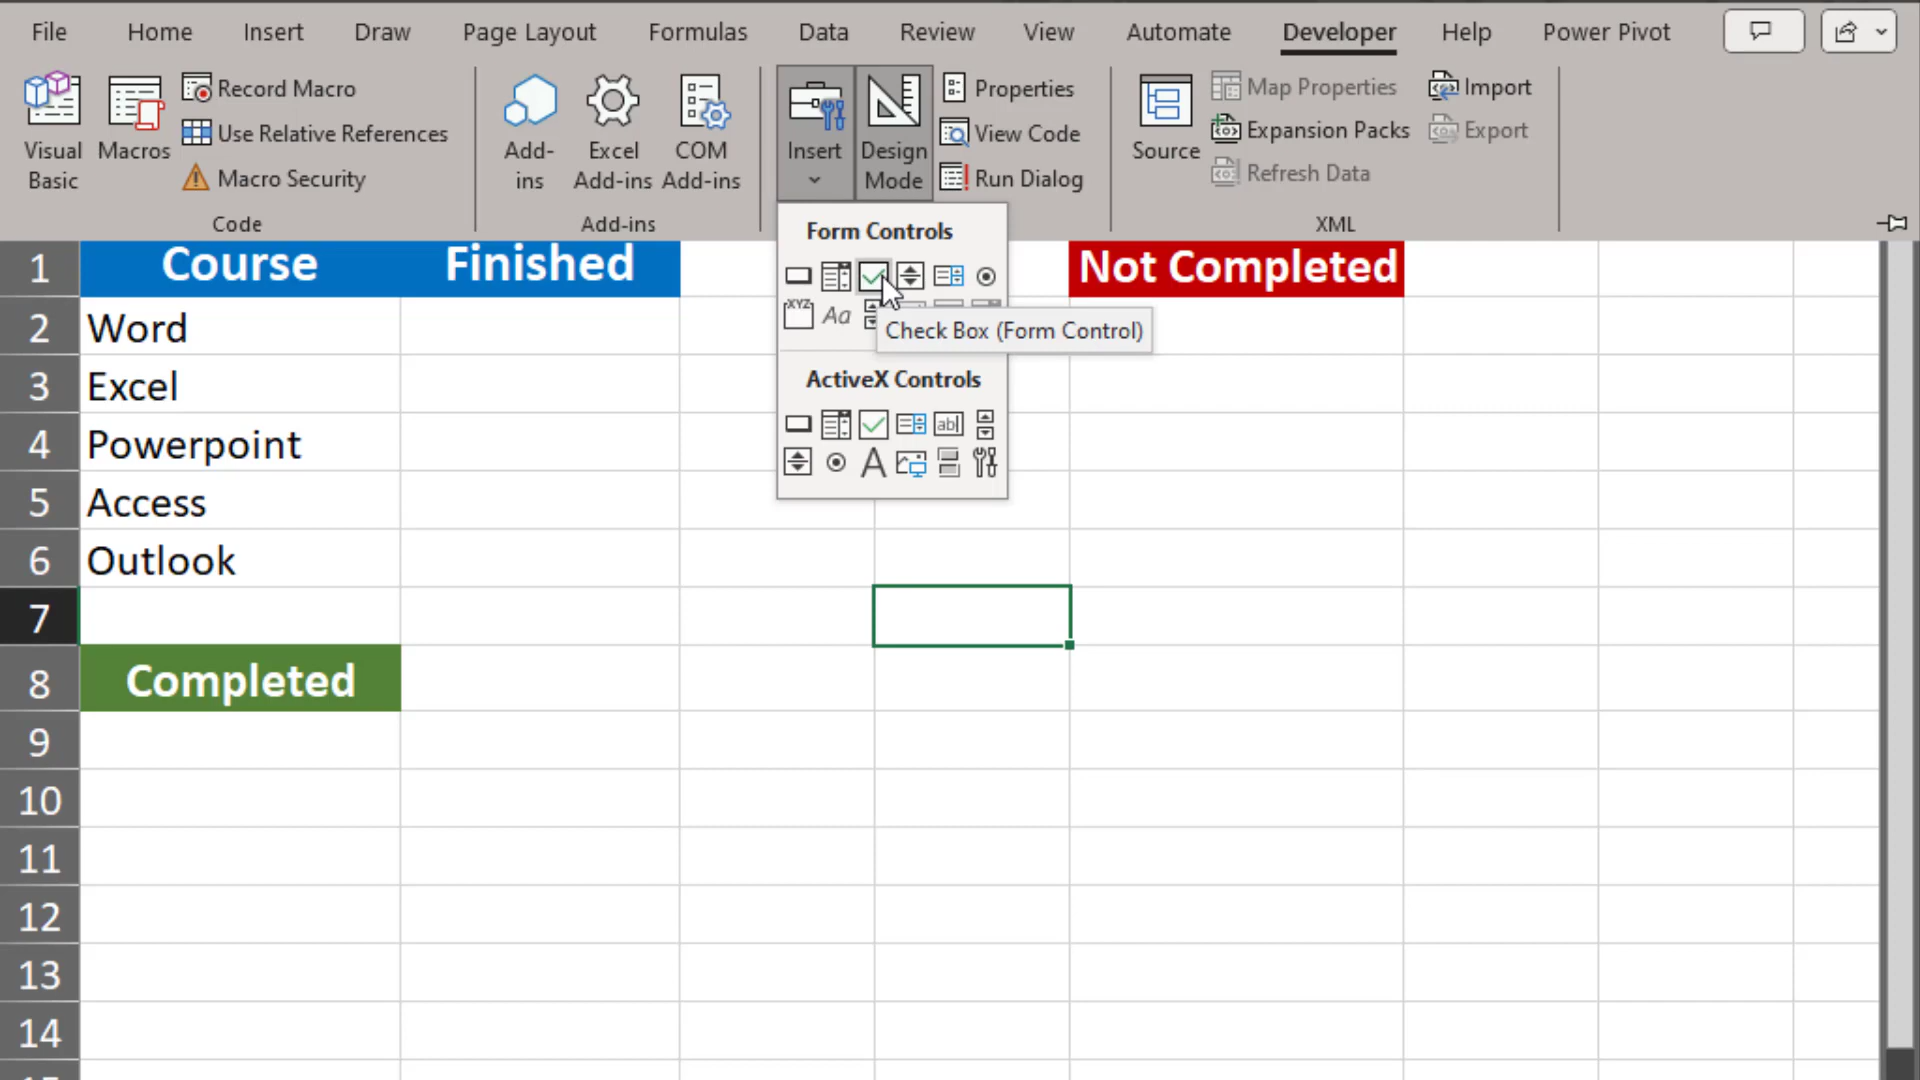 File Home Insert Draw Page Layout Formulas Data Review View Automate Developer Help Power Pivot
Visual Basic
Macros
Record Macro
Use Relative References
Macro Security
Code
Add-ins
Excel Add-ins
COM Add-ins
Add-ins
Insert
Design Mode
Properties
View Code
Run Dialog
Source
Map Properties
Expansion Packs
Refresh Data
Import
Export
XML
Form Controls
XYZ
Aa
Check Box (Form Control)
ActiveX Controls
ab
A
1 Course Finished Not Completed
2 Word
3 Excel
4 Powerpoint
5 Access
6 Outlook
7
8 Completed
9
10
11
12
13
14